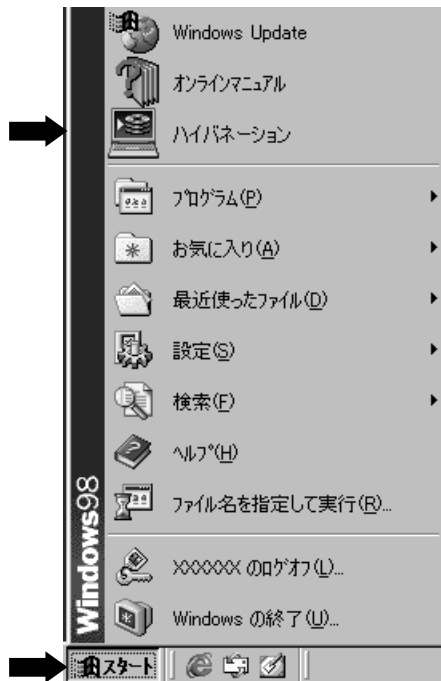 Windows Update
オンラインマニュアル
ハイバネーション
プログラム(P)
お気に入り(A)
最近使ったファイル(D)
設定(S)
検索(F)
ヘルプ(H)
ファイル名を指定して実行(R)...
XXXXXX のログオフ(L)...
Windows の終了(U)...
Windows98
スタート